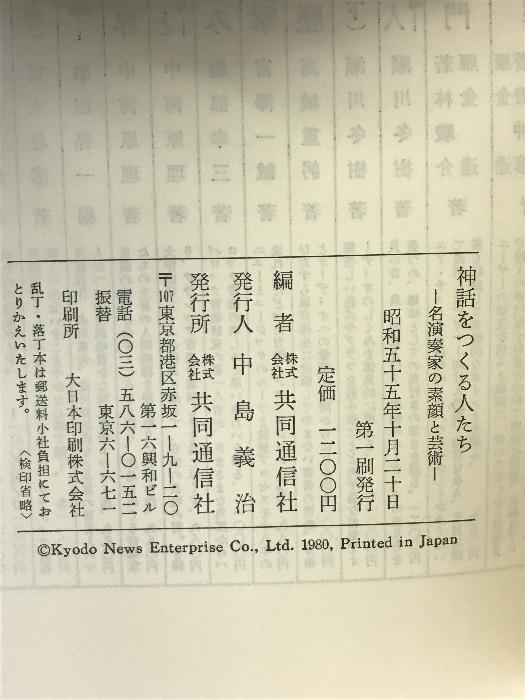 神話をつくる人たち
―名演奏家の素顔と芸術―
昭和五十五年十月二十日
第一刷発行
定価 一二〇〇円
編者 株式会社 共同通信社
発行人 中島義治
発行所 株式会社 共同通信社
〒107東京都港区赤坂一―九―二〇
第一六興和ビル
電話(〇三)五八六―〇一五二
振替 東京六―六七一
印刷所 大日本印刷株式会社
乱丁・落丁本は郵送料小社負担にてお
とりかえいたします。 〈検印省略〉
©Kyodo News Enterprise Co., Ltd. 1980, Printed in Japan